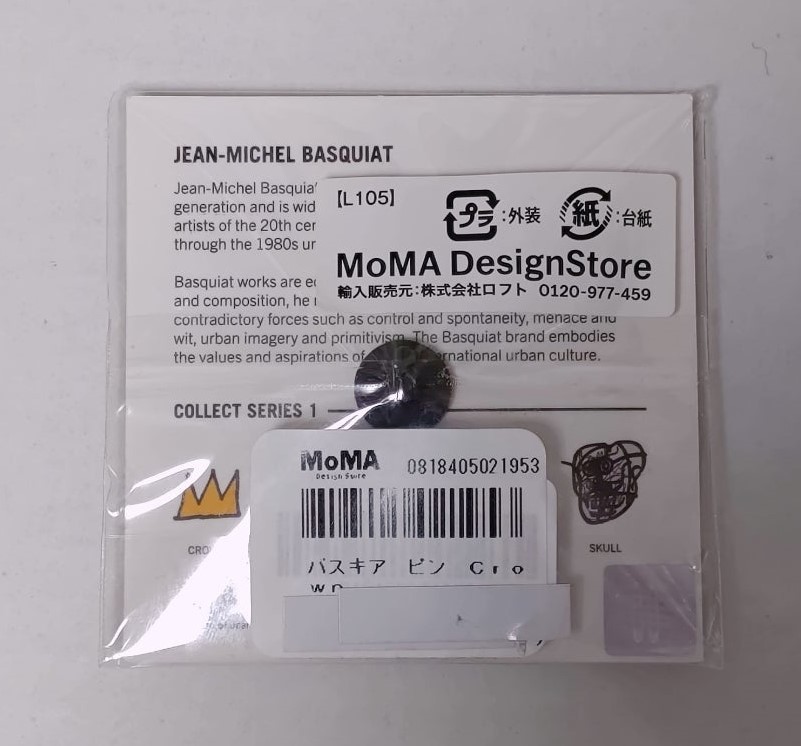 JEAN-MICHEL BASQUIAT
Jean-Michel Basquiat
generation and is wid
artists of the 20th cen
through the 1980s un
【L105】
プラ:外装 紙:台紙
MoMA DesignStore
輸入販売元:株式会社ロフト 0120-977-459
Basquiat works are
and composition, he
contradictory forces such as control and spontaneity, menace and
wit, urban imagery and primitivism. The Basquiat brand embodies
the values and aspirations of ernational urban culture.
COLLECT SERIES 1
MoMA
Design Store
0818405021953
バスキア ピン Cro
wn
CRO
SKULL